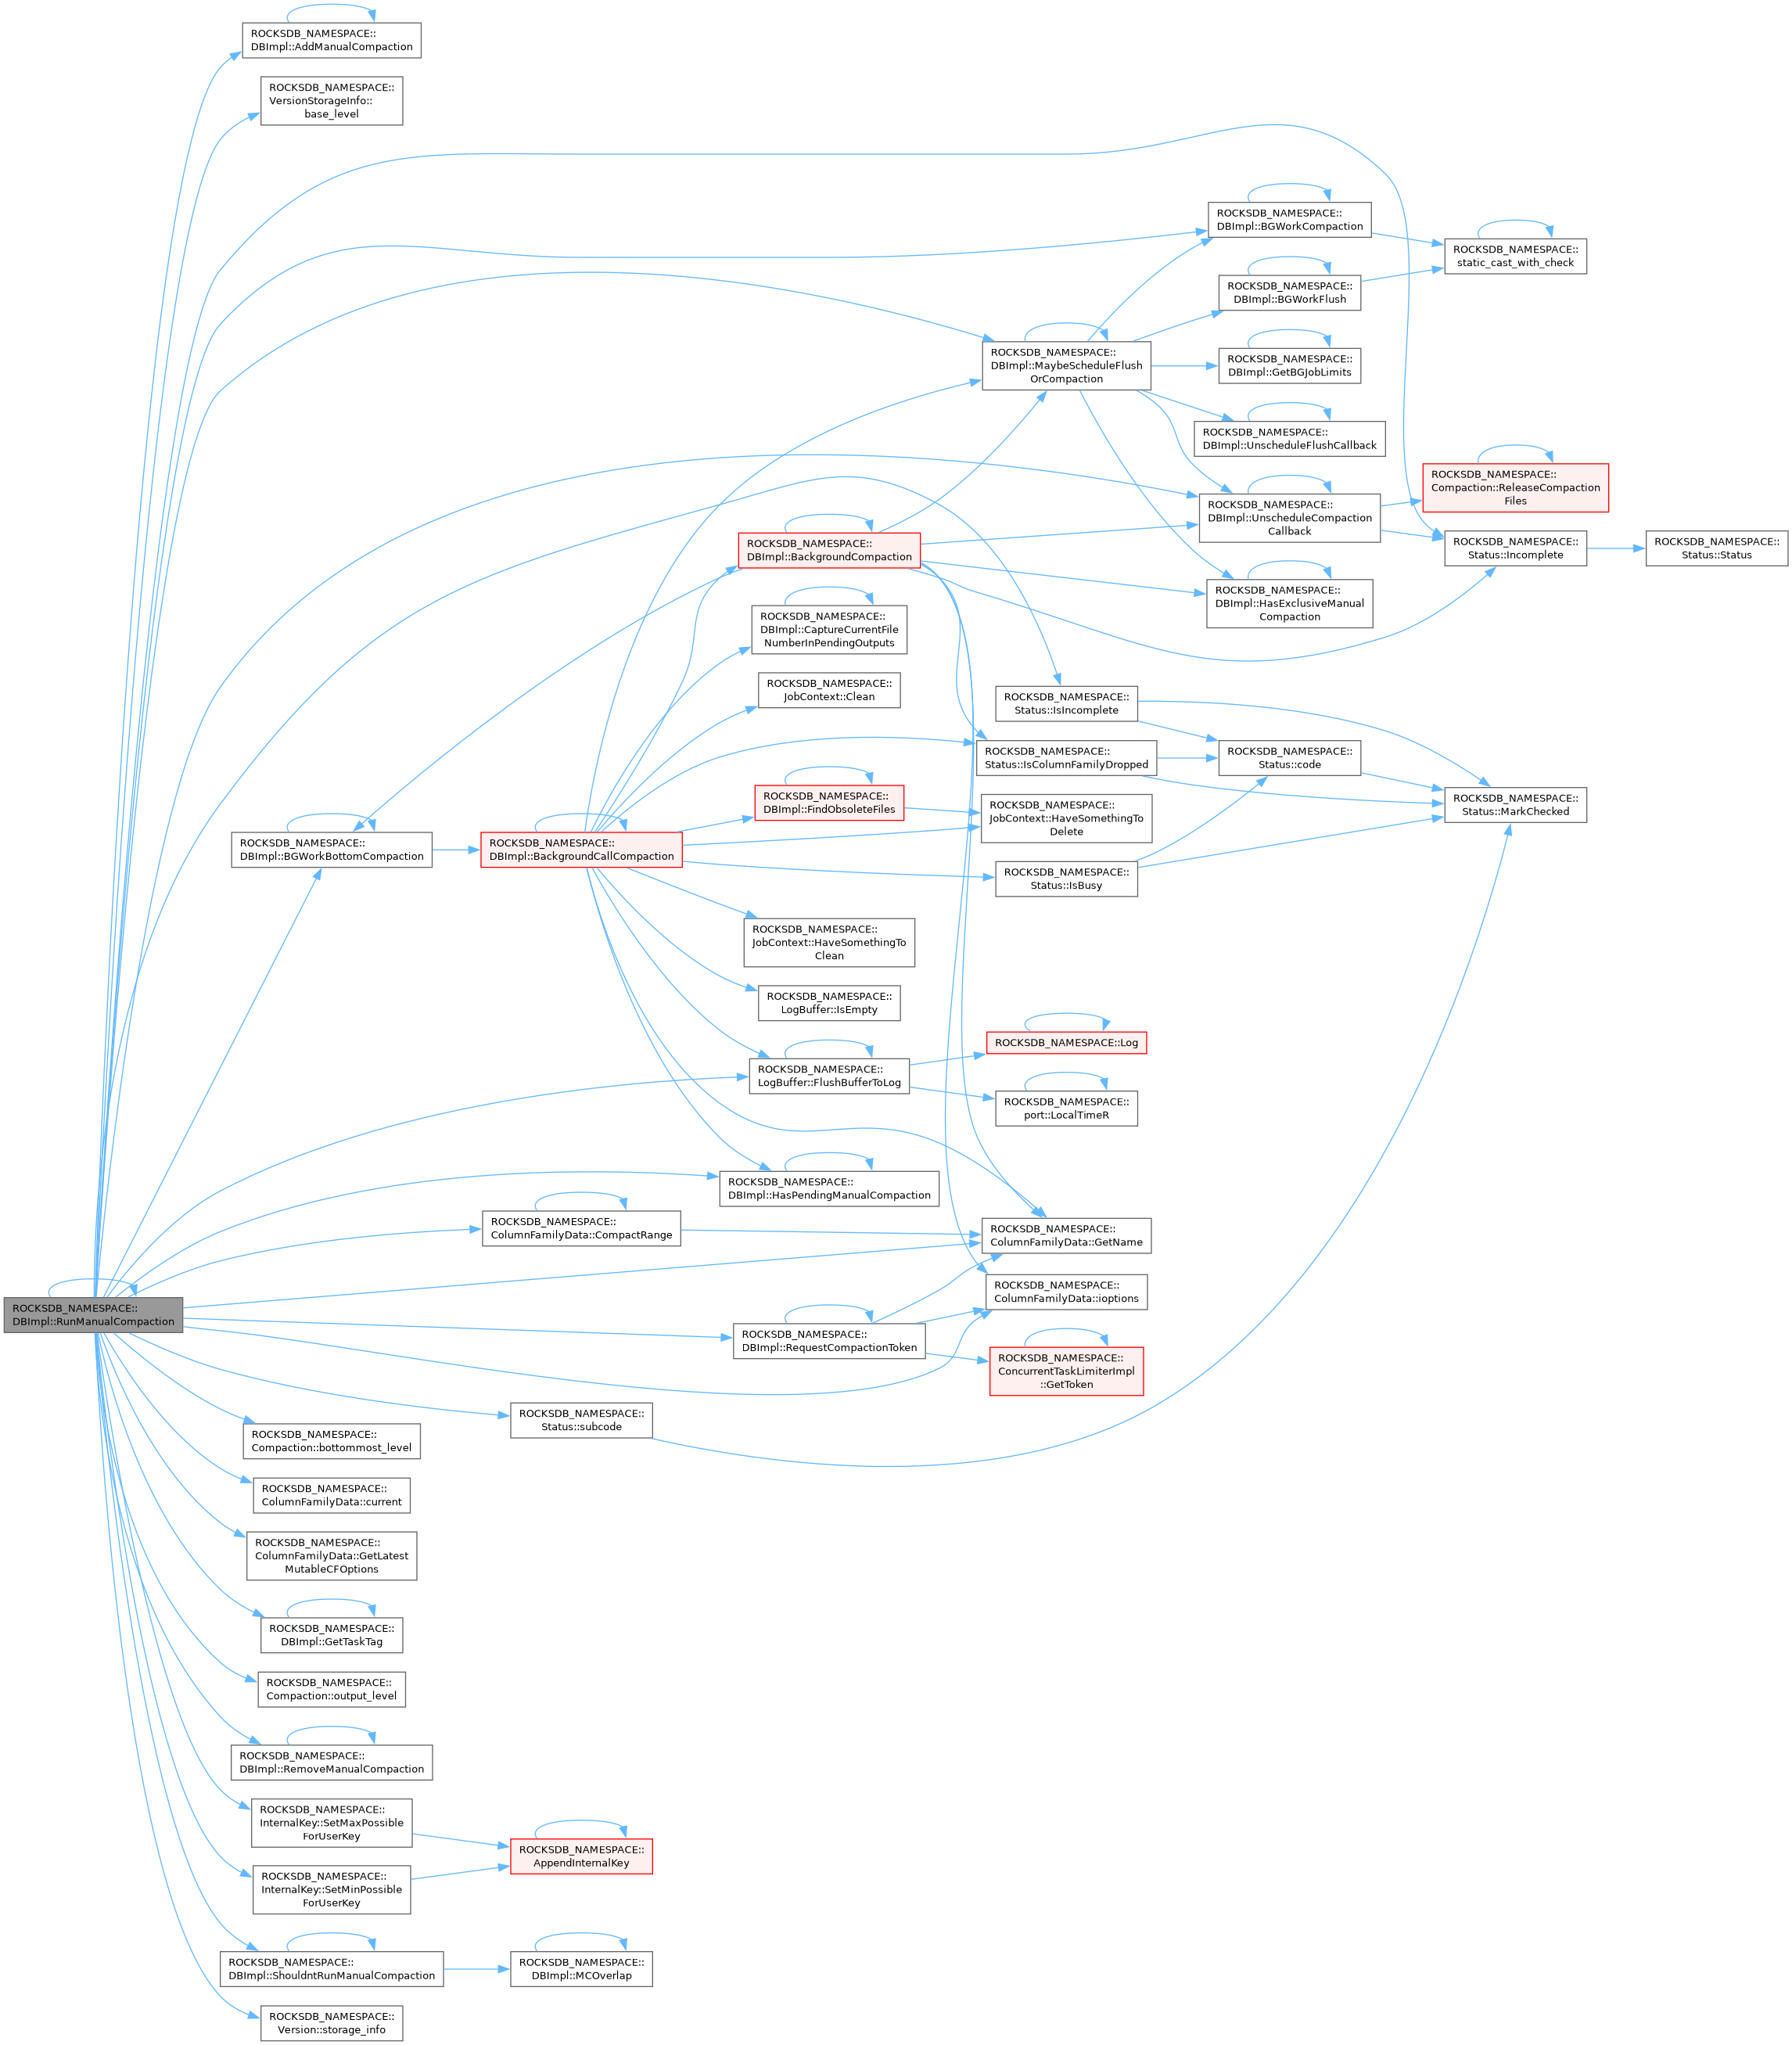 ROCKSDB_NAMESPACE::
DBImpl::AddManualCompaction
ROCKSDB_NAMESPACE::
VersionStorageInfo::
base_level
ROCKSDB_NAMESPACE::
DBImpl::BGWorkCompaction
ROCKSDB_NAMESPACE::
static_cast_with_check
ROCKSDB_NAMESPACE::
DBImpl::BGWorkFlush
ROCKSDB_NAMESPACE::
DBImpl::MaybeScheduleFlush
OrCompaction
ROCKSDB_NAMESPACE::
DBImpl::GetBGJobLimits
ROCKSDB_NAMESPACE::
DBImpl::UnscheduleFlushCallback
ROCKSDB_NAMESPACE::
Compaction::ReleaseCompaction
Files
ROCKSDB_NAMESPACE::
DBImpl::UnscheduleCompaction
Callback
ROCKSDB_NAMESPACE::
DBImpl::BackgroundCompaction
ROCKSDB_NAMESPACE::
Status::Incomplete
ROCKSDB_NAMESPACE::
Status::Status
ROCKSDB_NAMESPACE::
DBImpl::HasExclusiveManual
Compaction
ROCKSDB_NAMESPACE::
DBImpl::CaptureCurrentFile
NumberInPendingOutputs
ROCKSDB_NAMESPACE::
JobContext::Clean
ROCKSDB_NAMESPACE::
Status::IsIncomplete
ROCKSDB_NAMESPACE::
Status::IsColumnFamilyDropped
ROCKSDB_NAMESPACE::
Status::code
ROCKSDB_NAMESPACE::
DBImpl::FindObsoleteFiles
ROCKSDB_NAMESPACE::
JobContext::HaveSomethingTo
Delete
ROCKSDB_NAMESPACE::
Status::MarkChecked
ROCKSDB_NAMESPACE::
DBImpl::BGWorkBottomCompaction
ROCKSDB_NAMESPACE::
DBImpl::BackgroundCallCompaction
ROCKSDB_NAMESPACE::
Status::IsBusy
ROCKSDB_NAMESPACE::
JobContext::HaveSomethingTo
Clean
ROCKSDB_NAMESPACE::
LogBuffer::IsEmpty
ROCKSDB_NAMESPACE::Log
ROCKSDB_NAMESPACE::
LogBuffer::FlushBufferToLog
ROCKSDB_NAMESPACE::
port::LocalTimeR
ROCKSDB_NAMESPACE::
DBImpl::HasPendingManualCompaction
ROCKSDB_NAMESPACE::
ColumnFamilyData::CompactRange
ROCKSDB_NAMESPACE::
ColumnFamilyData::GetName
ROCKSDB_NAMESPACE::
ColumnFamilyData::ioptions
ROCKSDB_NAMESPACE::
DBImpl::RunManualCompaction
ROCKSDB_NAMESPACE::
DBImpl::RequestCompactionToken
ROCKSDB_NAMESPACE::
ConcurrentTaskLimiterImpl
::GetToken
ROCKSDB_NAMESPACE::
Status::subcode
ROCKSDB_NAMESPACE::
Compaction::bottommost_level
ROCKSDB_NAMESPACE::
ColumnFamilyData::current
ROCKSDB_NAMESPACE::
ColumnFamilyData::GetLatest
MutableCFOptions
ROCKSDB_NAMESPACE::
DBImpl::GetTaskTag
ROCKSDB_NAMESPACE::
Compaction::output_level
ROCKSDB_NAMESPACE::
DBImpl::RemoveManualCompaction
ROCKSDB_NAMESPACE::
InternalKey::SetMaxPossible
ForUserKey
ROCKSDB_NAMESPACE::
AppendInternalKey
ROCKSDB_NAMESPACE::
InternalKey::SetMinPossible
ForUserKey
ROCKSDB_NAMESPACE::
DBImpl::ShouldntRunManualCompaction
ROCKSDB_NAMESPACE::
DBImpl::MCOverlap
ROCKSDB_NAMESPACE::
Version::storage_info